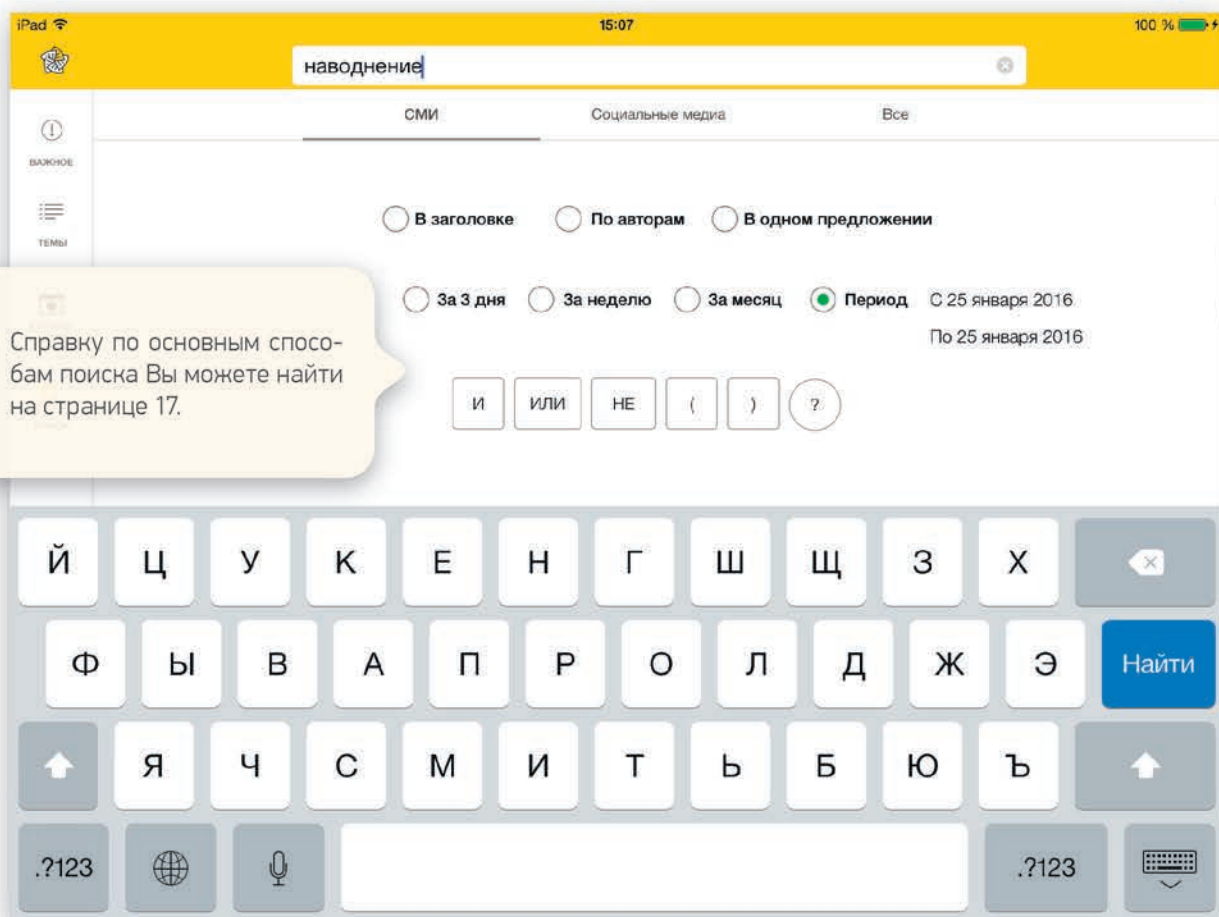 iPad 15:07 100 %
наводнение
СМИ Социальные медиа Все
ВАЖНОЕ
ТЕМЫ
В заголовке По авторам В одном предложении
За 3 дня За неделю За месяц Период С 25 января 2016
По 25 января 2016
Справку по основным спосо-
бам поиска Вы можете найти
на странице 17.
И ИЛИ НЕ ( ) ?
Й Ц У К Е Н Г Ш Щ З Х
Ф Ы В А П Р О Л Д Ж Э Найти
Я Ч С М И Т Ь Б Ю Ъ
.?123 .?123